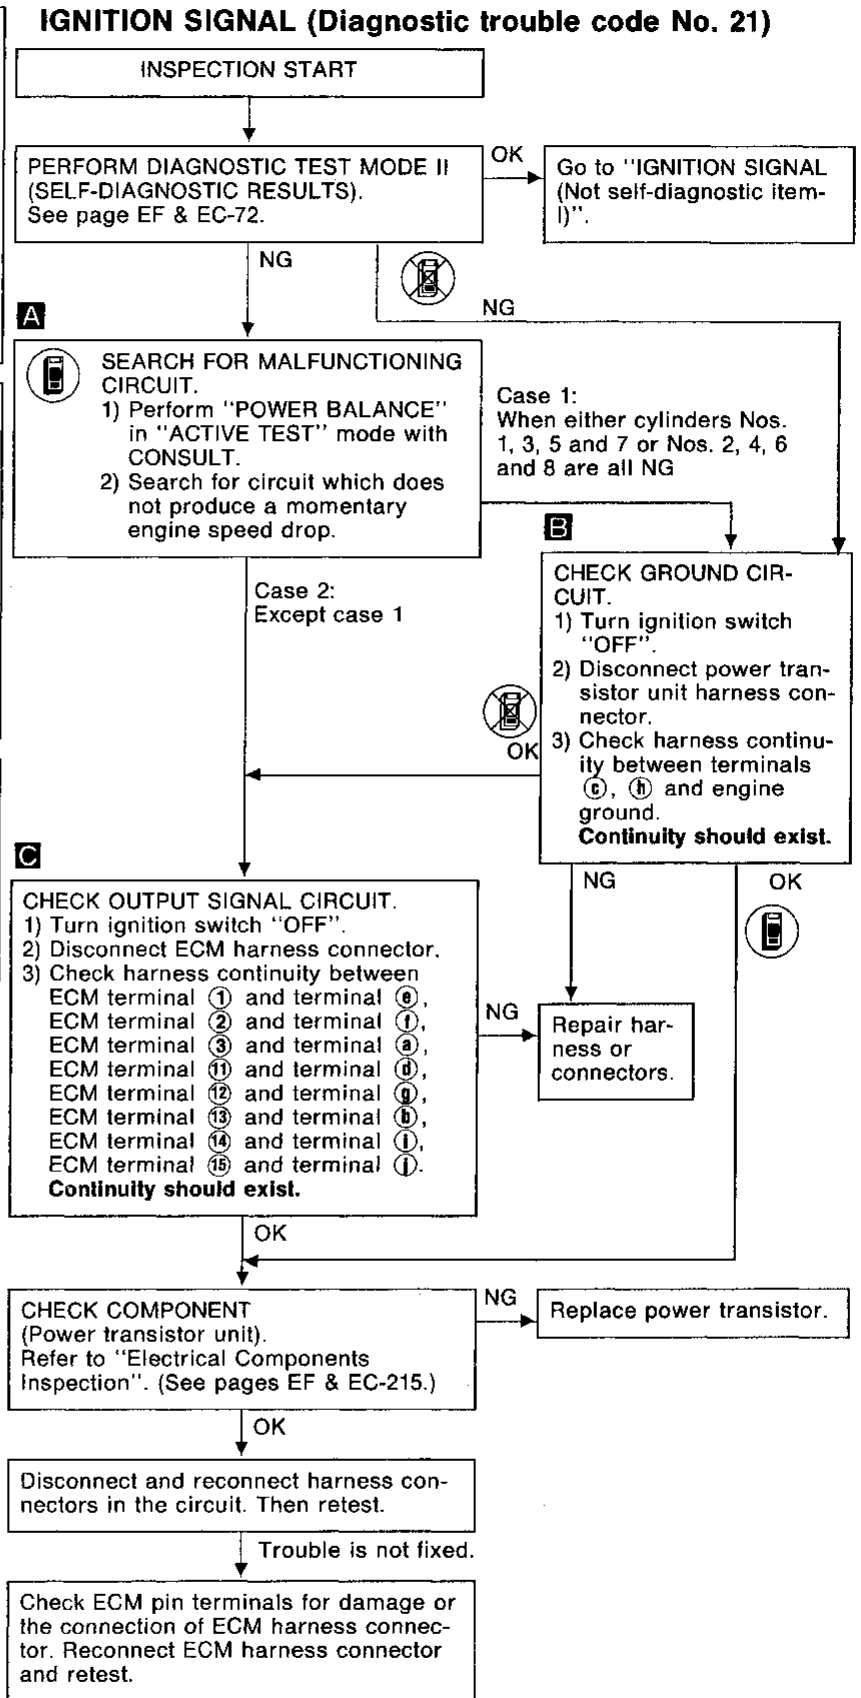 IGNITION SIGNAL (Diagnostic trouble code No. 21)
INSPECTION START
PERFORM DIAGNOSTIC TEST MODE II
(SELF-DIAGNOSTIC RESULTS).
See page EF & EC-72.
OK
Go to "IGNITION SIGNAL
(Not self-diagnostic item-
l)".
NG
NG
A
SEARCH FOR MALFUNCTIONING
CIRCUIT.
1) Perform "POWER BALANCE"
in "ACTIVE TEST" mode with
CONSULT.
2) Search for circuit which does
not produce a momentary
engine speed drop.
Case 1:
When either cylinders Nos.
1, 3, 5 and 7 or Nos. 2, 4, 6
and 8 are all NG
Case 2:
Except case 1
B
CHECK GROUND CIR-
CUIT.
1) Turn ignition switch
"OFF".
2) Disconnect power tran-
sistor unit harness con-
nector.
3) Check harness continu-
ity between terminals
ⓒ, ⓗ and engine
ground.
Continuity should exist.
OK
NG
OK
C
CHECK OUTPUT SIGNAL CIRCUIT.
1) Turn ignition switch "OFF".
2) Disconnect ECM harness connector.
3) Check harness continuity between
ECM terminal ① and terminal ⓔ,
ECM terminal ② and terminal ⓕ,
ECM terminal ③ and terminal ⓐ,
ECM terminal ⑪ and terminal ⓓ,
ECM terminal ⑫ and terminal ⓖ,
ECM terminal ⑬ and terminal ⓑ,
ECM terminal ⑭ and terminal ⓘ,
ECM terminal ⑮ and terminal ⓙ.
Continuity should exist.
NG
Repair har-
ness or
connectors.
OK
CHECK COMPONENT
(Power transistor unit).
Refer to "Electrical Components
Inspection". (See pages EF & EC-215.)
NG
Replace power transistor.
OK
Disconnect and reconnect harness con-
nectors in the circuit. Then retest.
Trouble is not fixed.
Check ECM pin terminals for damage or
the connection of ECM harness connec-
tor. Reconnect ECM harness connector
and retest.